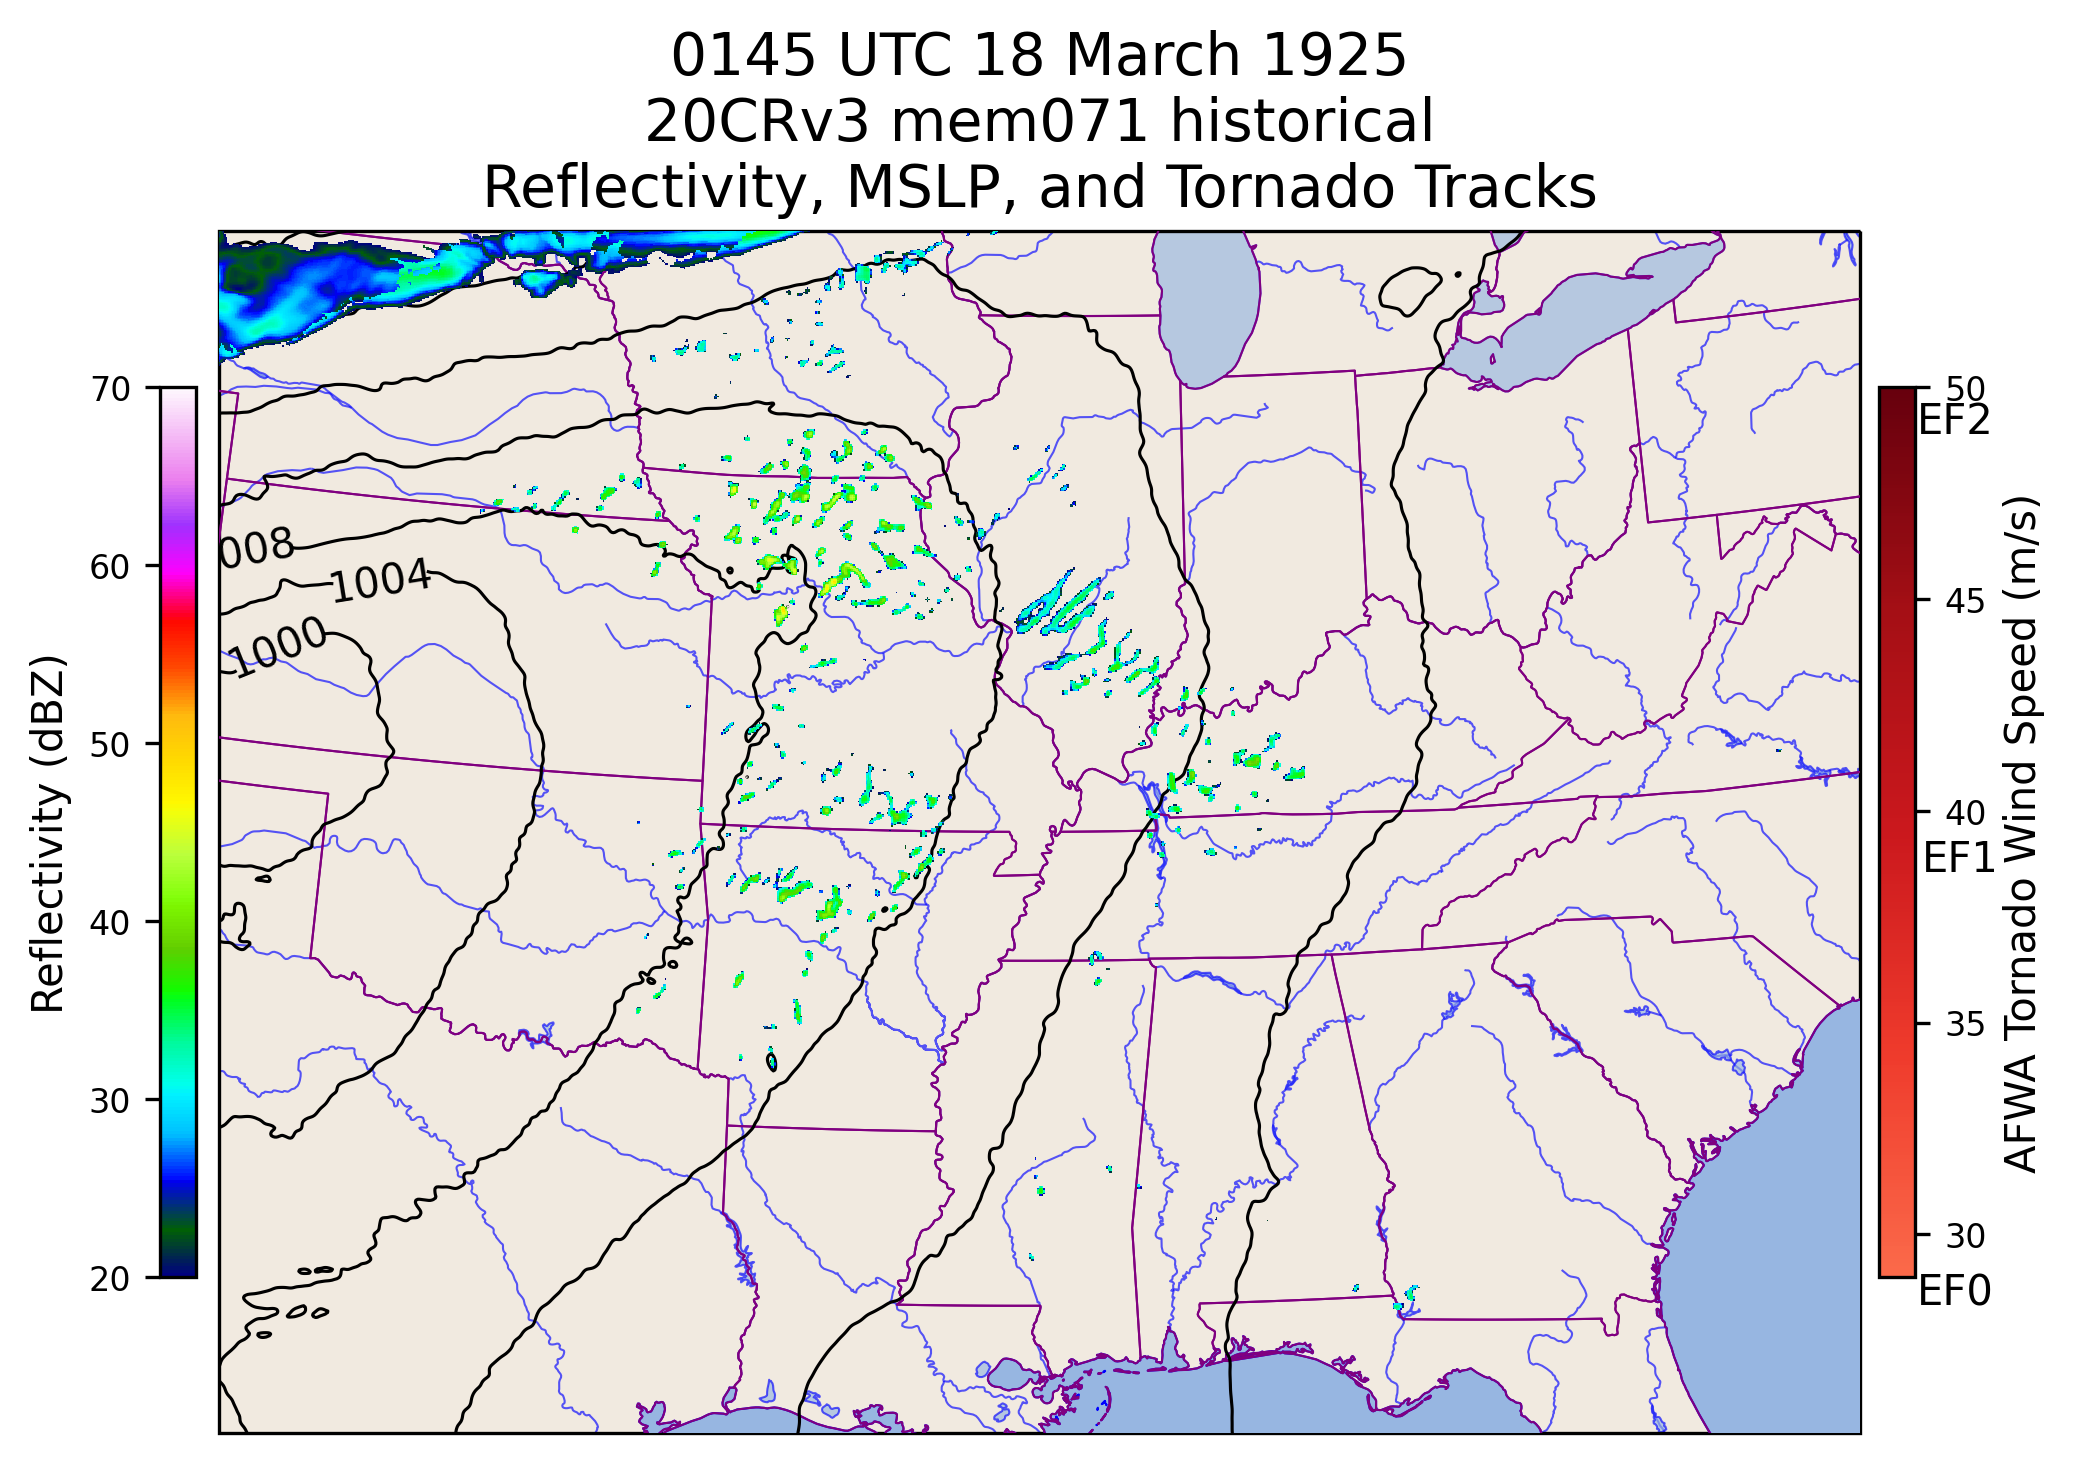 0145 UTC 18 March 1925
20CRv3 mem071 historical
Reflectivity, MSLP, and Tornado Tracks
70
60
50
40
30
20
Reflectivity (dBZ)
008
1004
1000
50
EF2
45
40
EF1
35
30
EF0
AFWA Tornado Wind Speed (m/s)